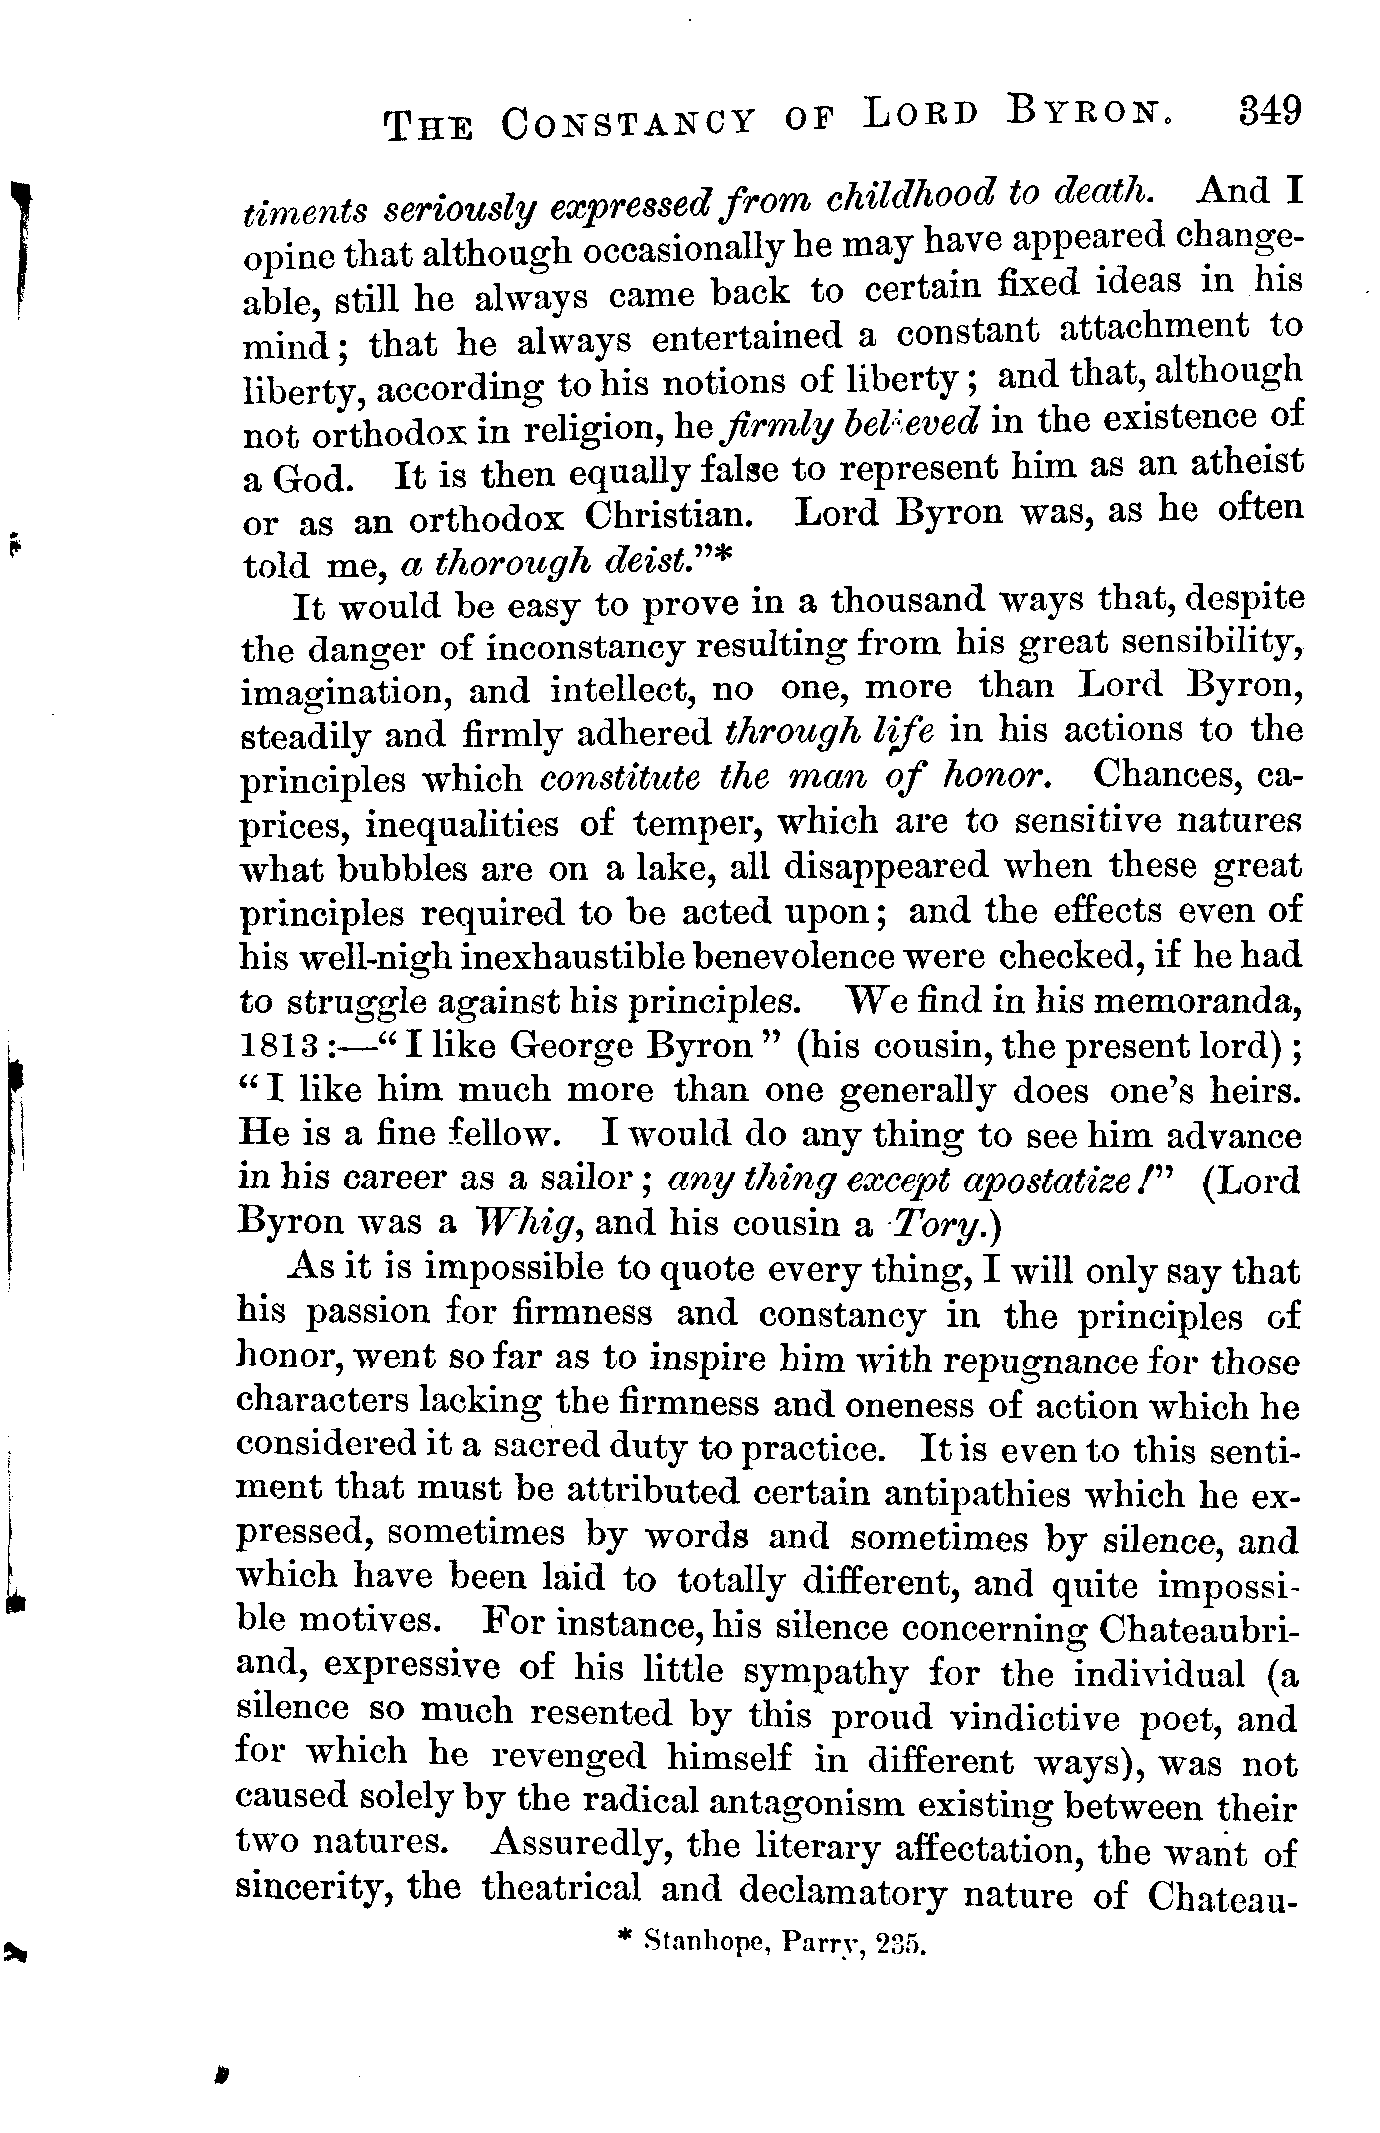 THE CONSTANCY OF LORD BYRON. 349
timents seriously expressed from childhood to death. And I
opine that although occasionally he may have appeared change-
able, still he always came back to certain fixed ideas in his
mind; that he always entertained a constant attachment to
liberty, according to his notions of liberty; and that, although
not orthodox in religion, he firmly believed in the existence of
a God. It is then equally false to represent him as an atheist
or as an orthodox Christian. Lord Byron was, as he often
told me, a thorough deist."*
It would be easy to prove in a thousand ways that, despite
the danger of inconstancy resulting from his great sensibility,
imagination, and intellect, no one, more than Lord Byron,
steadily and firmly adhered through life in his actions to the
principles which constitute the man of honor. Chances, ca-
prices, inequalities of temper, which are to sensitive natures
what bubbles are on a lake, all disappeared when these great
principles required to be acted upon; and the effects even of
his well-nigh inexhaustible benevolence were checked, if he had
to struggle against his principles. We find in his memoranda,
1813:—"I like George Byron" (his cousin, the present lord);
"I like him much more than one generally does one's heirs.
He is a fine fellow. I would do any thing to see him advance
in his career as a sailor; any thing except apostatize!" (Lord
Byron was a Whig, and his cousin a Tory.)
As it is impossible to quote every thing, I will only say that
his passion for firmness and constancy in the principles of
honor, went so far as to inspire him with repugnance for those
characters lacking the firmness and oneness of action which he
considered it a sacred duty to practice. It is even to this senti-
ment that must be attributed certain antipathies which he ex-
pressed, sometimes by words and sometimes by silence, and
which have been laid to totally different, and quite impossi-
ble motives. For instance, his silence concerning Chateaubri-
and, expressive of his little sympathy for the individual (a
silence so much resented by this proud vindictive poet, and
for which he revenged himself in different ways), was not
caused solely by the radical antagonism existing between their
two natures. Assuredly, the literary affectation, the want of
sincerity, the theatrical and declamatory nature of Chateau-
* Stanhope, Parry, 235.